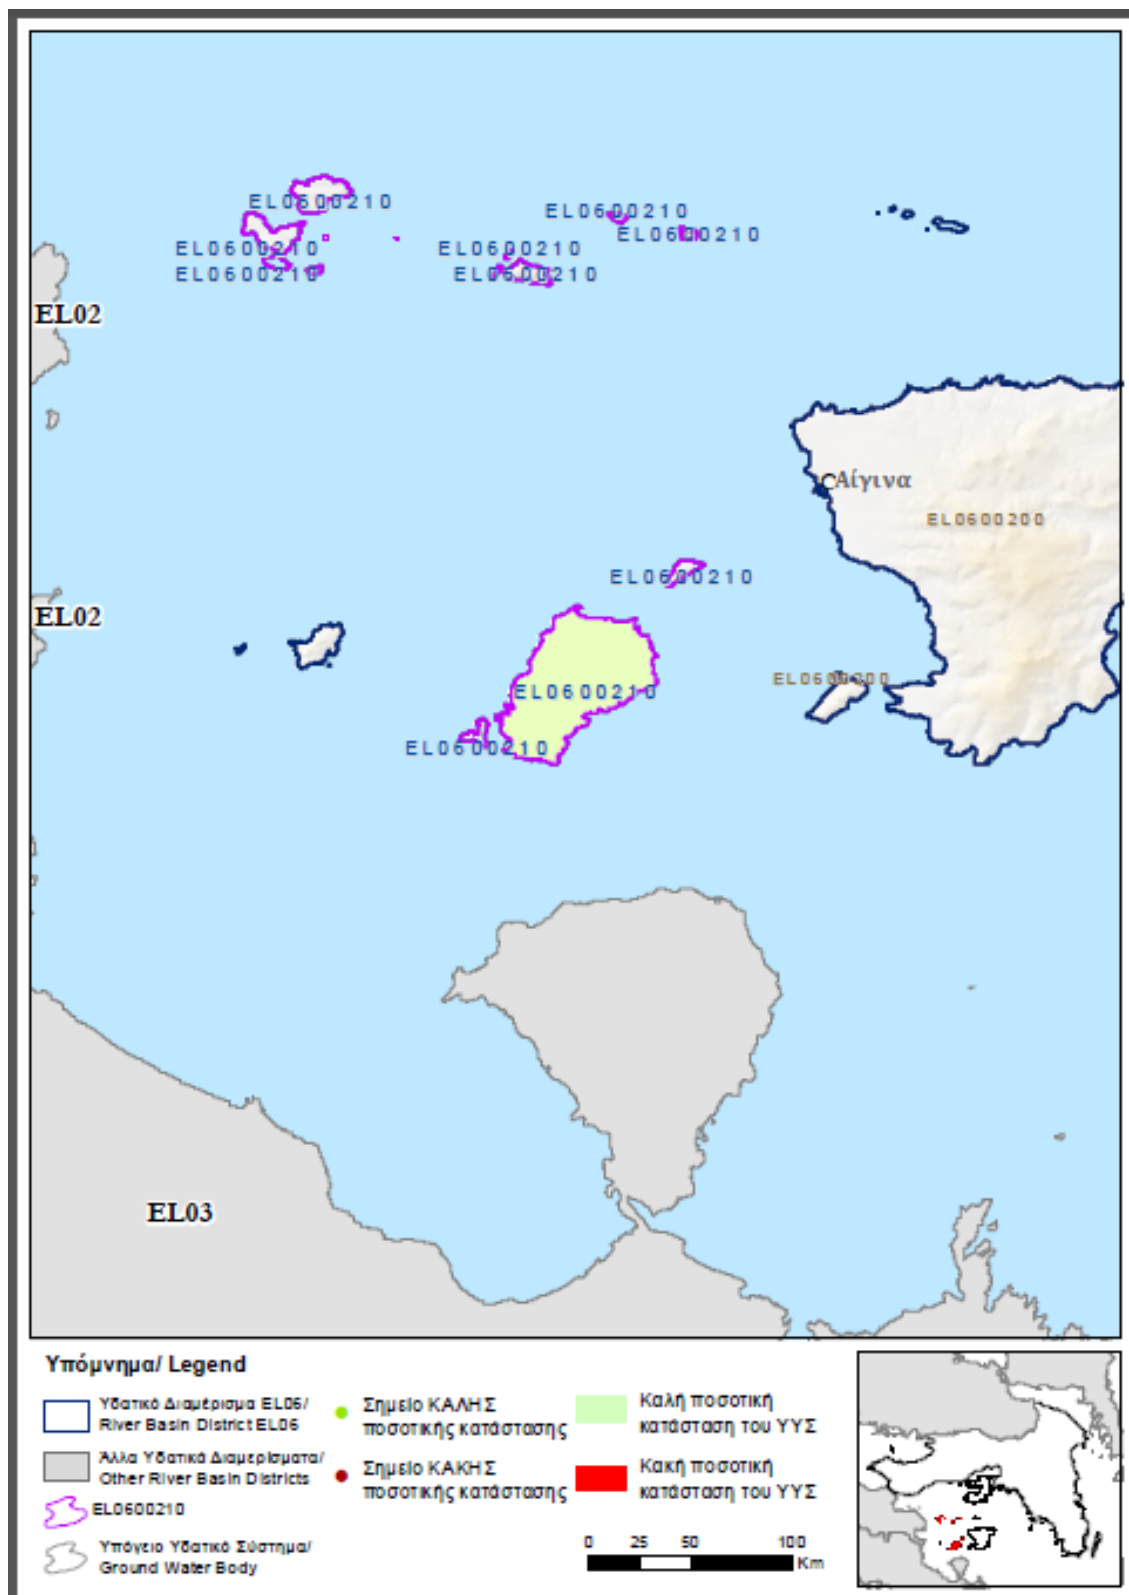 EL0600210
EL0600210
EL0600210
EL0600210
EL0600210
EL0600210
EL0600210
EL02
Αίγινα
EL0600200
EL0600210
EL02
EL0600200
EL0600210
EL0600210
EL03
Υπόμνημα/ Legend
Υδατικό Διαμέρισμα EL06/
River Basin District EL06
Άλλα Υδατικά Διαμερίσματα/
Other River Basin Districts
EL0600210
Υπόγειο Υδατικό Σύστημα/
Ground Water Body
Σημείο ΚΑΛΗΣ
ποσοτικής κατάστασης
Σημείο ΚΑΚΗΣ
ποσοτικής κατάστασης
Καλή ποσοτική
κατάσταση του ΥΥΣ
Κακή ποσοτική
κατάσταση του ΥΥΣ
0 25 50 100
Km